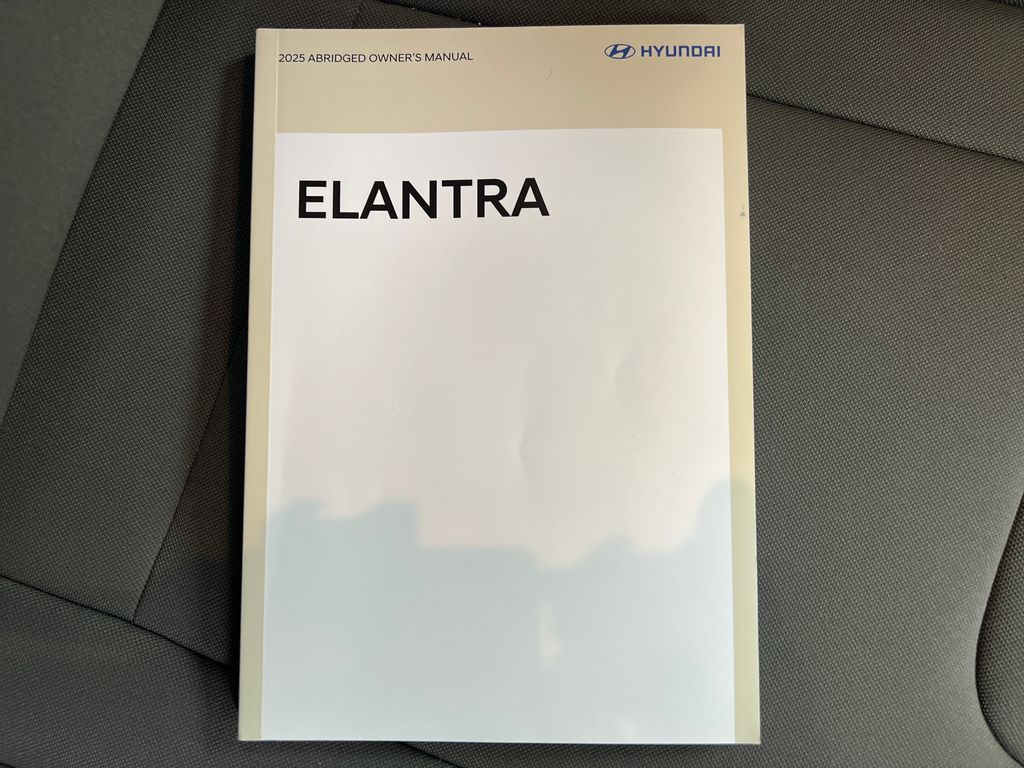 2025 ABRIDGED OWNER'S MANUAL
HYUNDAI
ELANTRA